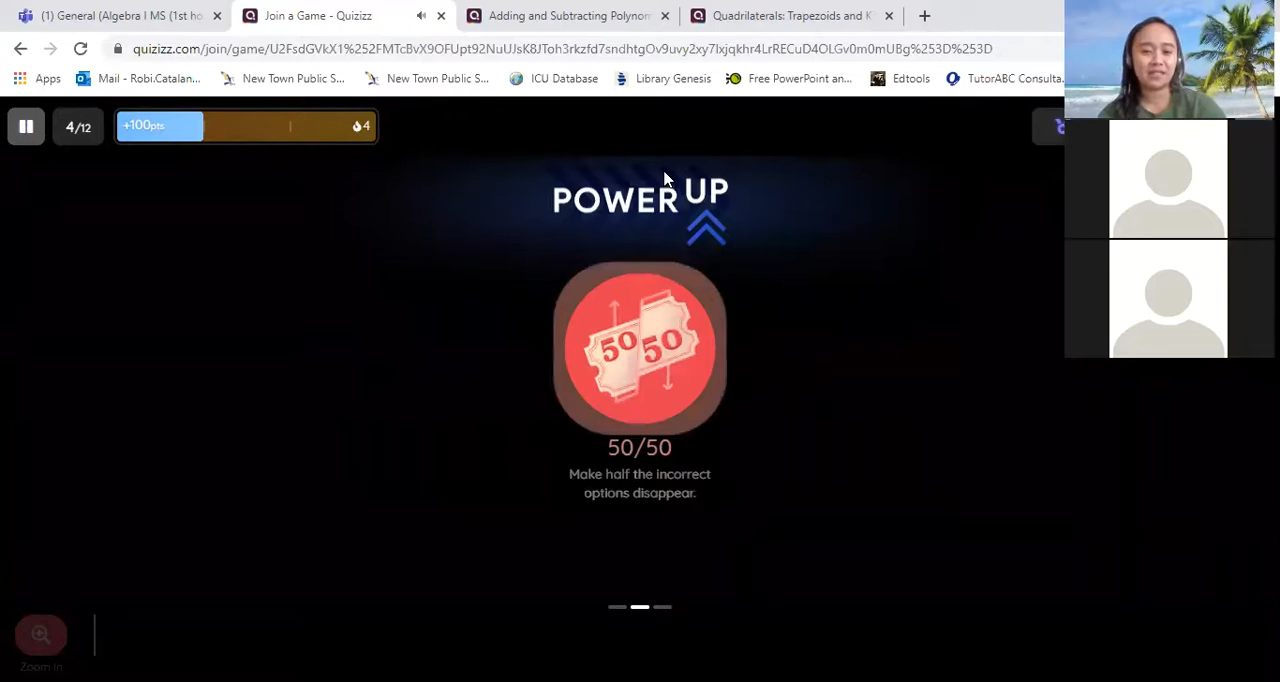 (1) General (Algebra I MS (1st ho
Join a Game - Quizizz
Adding and Subtracting Polynom
Quadrilaterals: Trapezoids and K
quizizz.com/join/game/U2FsdGVkX1%252FMTcBvX9OFUpt92NuUJsK8JToh3rkzfd7sndhtgOv9uvy2xy7lxjqkhr4LrRECuD4OLGv0m0mUBg%253D%253D
Apps
Mail - Robi.Catalan...
New Town Public S...
New Town Public S...
ICU Database
Library Genesis
Free PowerPoint an...
Edtools
TutorABC Consulta
4/12
+100pts
4
POWER UP
50 50
50/50
Make half the incorrect
options disappear.
Zoom in